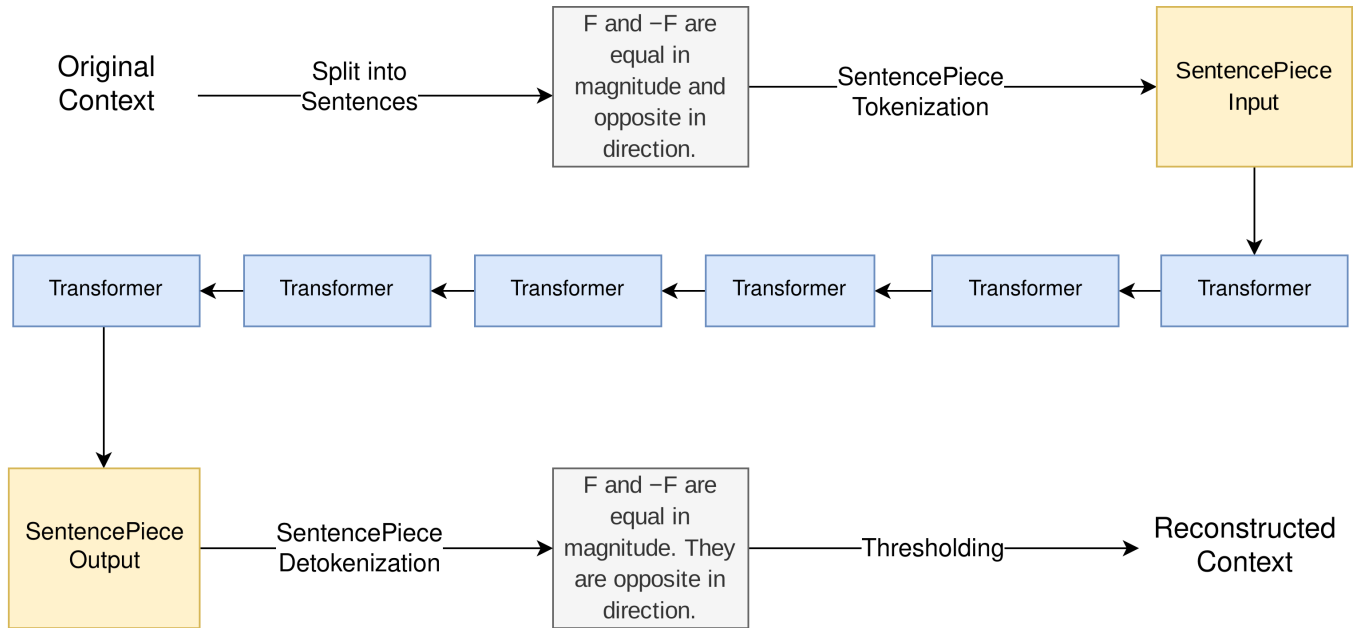 Original
Context
Split into
Sentences
F and −F are
equal in
magnitude and
opposite in
direction.
SentencePiece
Tokenization
SentencePiece
Input
Transformer
Transformer
Transformer
Transformer
Transformer
Transformer
SentencePiece
Output
SentencePiece
Detokenization
F and −F are
equal in
magnitude. They
are opposite in
direction.
Thresholding
Reconstructed
Context